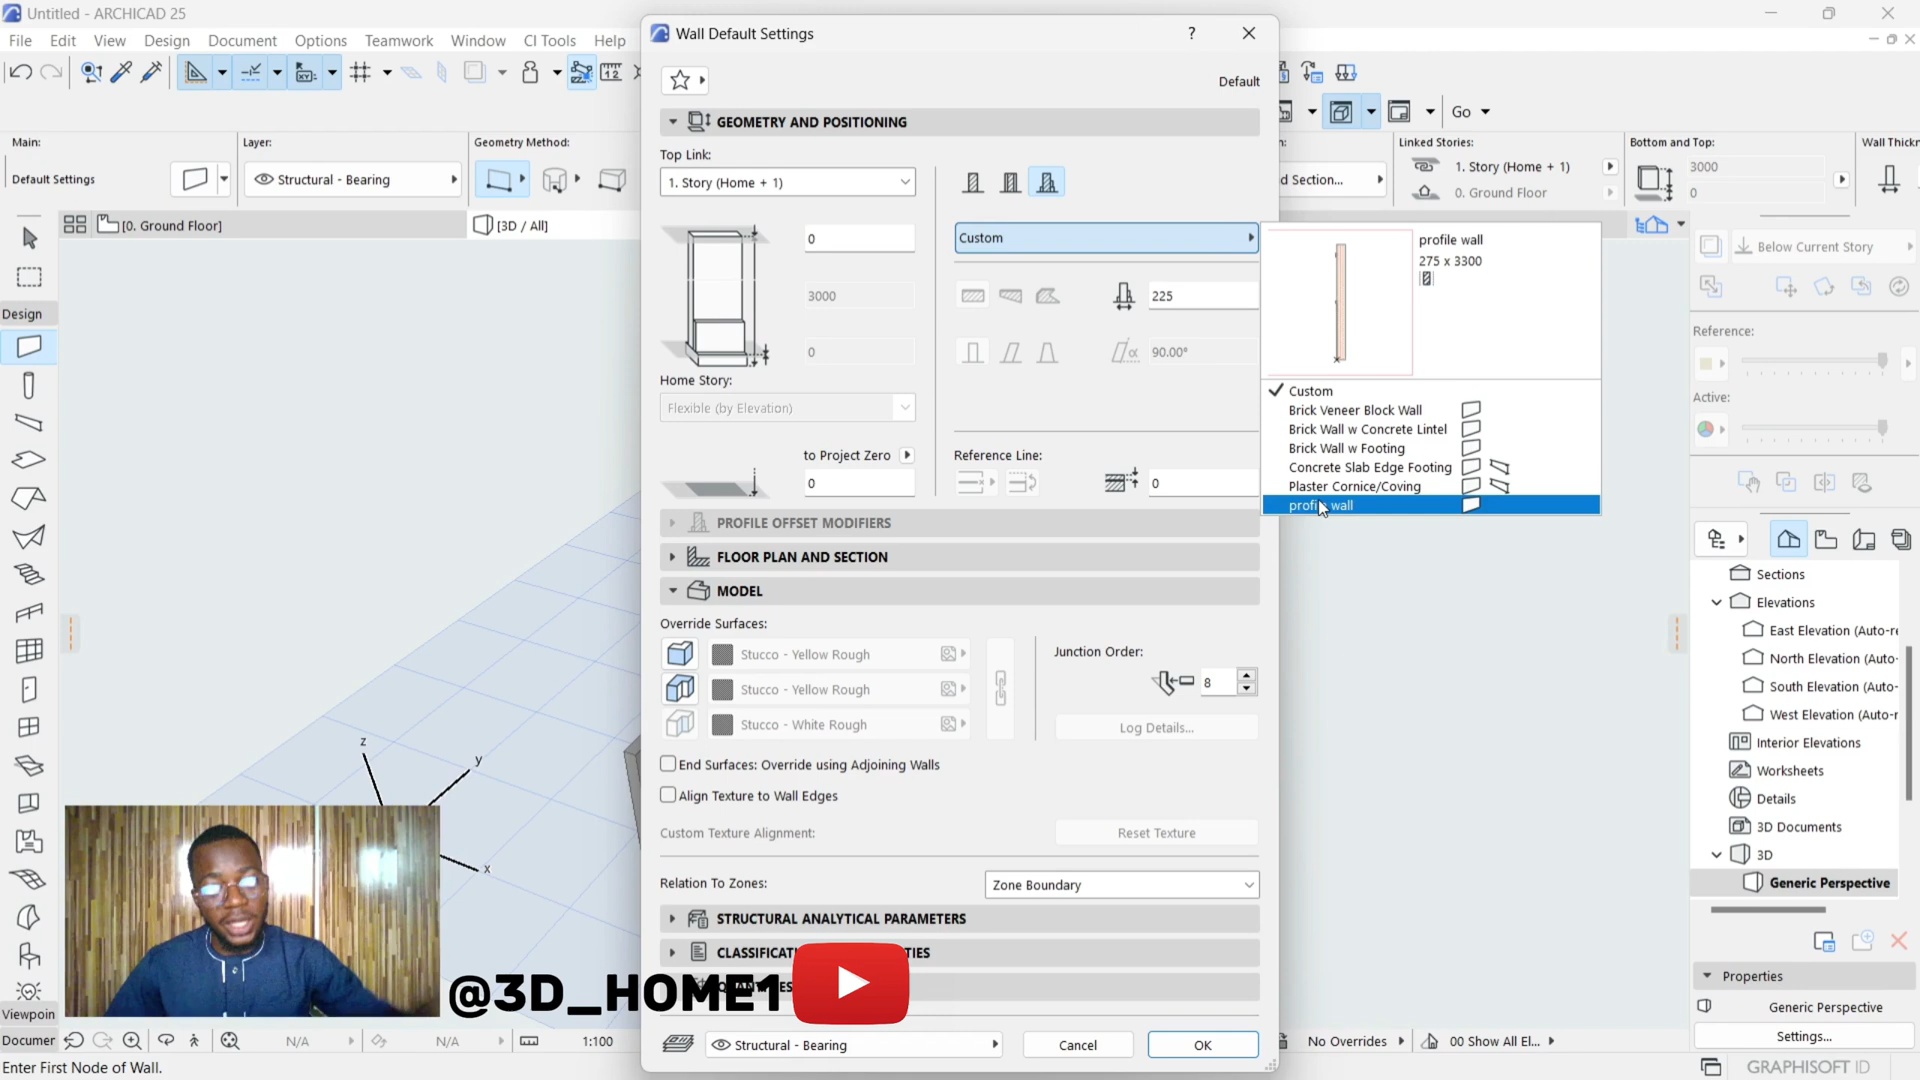 Untitled - ARCHICAD 25
File Edit View Design Document Options Teamwork Window CI Tools Help
Main:
Default Settings
Layer:
Structural - Bearing
Geometry Method:
[0. Ground Floor]
[3D / All]
Design
Viewpoin
Documer
N/A
N/A
1:100
Enter First Node of Wall.
z
y
x
@3D_HOME1
Wall Default Settings
?
Default
GEOMETRY AND POSITIONING
Top Link:
1. Story (Home + 1)
0
3000
0
Home Story:
Flexible (by Elevation)
to Project Zero
0
Custom
225
α
90.00°
Reference Line:
0
PROFILE OFFSET MODIFIERS
FLOOR PLAN AND SECTION
MODEL
Override Surfaces:
Stucco - Yellow Rough
Stucco - Yellow Rough
Stucco - White Rough
Junction Order:
8
Log Details...
End Surfaces: Override using Adjoining Walls
Align Texture to Wall Edges
Custom Texture Alignment:
Reset Texture
Relation To Zones:
Zone Boundary
STRUCTURAL ANALYTICAL PARAMETERS
Structural - Bearing
Cancel
OK
profile wall
275 x 3300
Custom
Brick Veneer Block Wall
Brick Wall w Concrete Lintel
Brick Wall w Footing
Concrete Slab Edge Footing
Plaster Cornice/Coving
Go
d Section...
Linked Stories:
1. Story (Home + 1)
0. Ground Floor
Bottom and Top:
3000
0
Wall Thickr
Below Current Story
Reference:
Active:
Sections
Elevations
East Elevation (Auto-re
North Elevation (Auto-
South Elevation (Auto-
West Elevation (Auto-r
Interior Elevations
Worksheets
Details
3D Documents
3D
Generic Perspective
Properties
Generic Perspective
Settings...
No Overrides
00 Show All El...
GRAPHISOFT ID